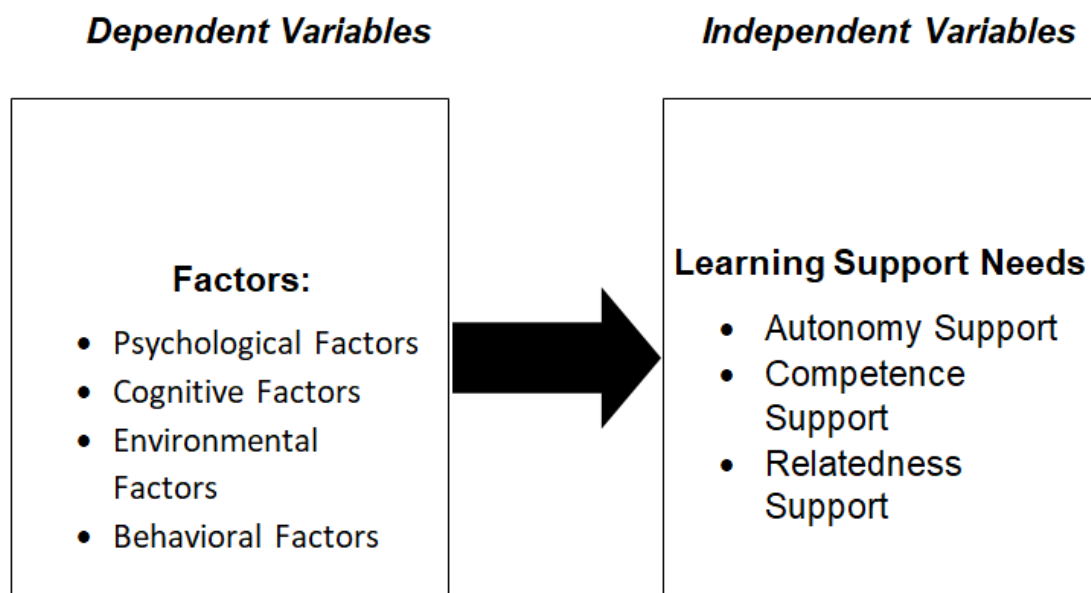 Dependent Variables
Independent Variables
Factors:
• Psychological Factors
• Cognitive Factors
• Environmental
Factors
• Behavioral Factors
Learning Support Needs
• Autonomy Support
• Competence
Support
• Relatedness
Support